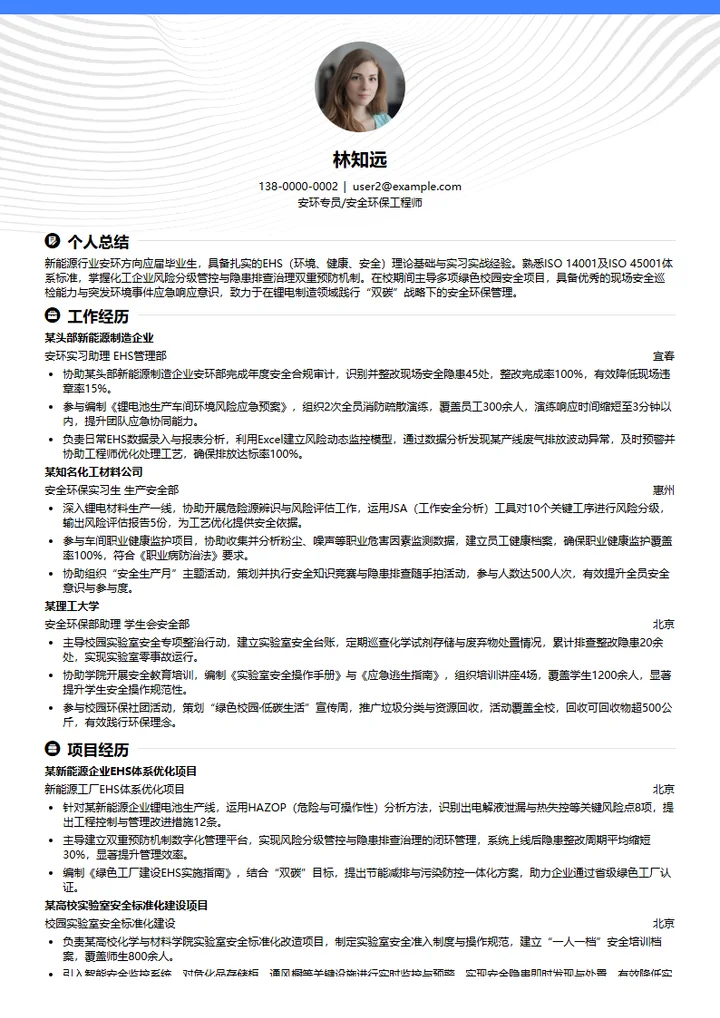 林知远
138-0000-0002 | user2@example.com
安环专员/安全环保工程师
个人总结
新能源行业安环方向应届毕业生，具备扎实的EHS（环境、健康、安全）理论基础与实习实战经验。熟悉ISO 14001及ISO 45001体
系标准，掌握化工企业风险分级管控与隐患排查治理双重预防机制。在校期间主导多项绿色校园安全项目，具备优秀的现场安全巡
检能力与突发环境事件应急响应意识，致力于在锂电制造领域践行“双碳”战略下的安全环保管理。
工作经历
某头部新能源制造企业
安环实习助理 EHS管理部 宜春
• 协助某头部新能源制造企业安环部完成年度安全合规审计，识别并整改现场安全隐患45处，整改完成率100%，有效降低现场违
章率15%。
• 参与编制《锂电池生产车间环境风险应急预案》，组织2次全员消防疏散演练，覆盖员工300余人，演练响应时间缩短至3分钟以
内，提升团队应急协同能力。
• 负责日常EHS数据录入与报表分析，利用Excel建立风险动态监控模型，通过数据分析发现某产线废气排放波动异常，及时预警并
协助工程师优化处理工艺，确保排放达标率100%。
某知名化工材料公司
安全环保实习生 生产安全部 惠州
• 深入锂电材料生产一线，协助开展危险源辨识与风险评估工作，运用JSA（工作安全分析）工具对10个关键工序进行风险分级，
输出风险评估报告5份，为工艺优化提供安全依据。
• 参与车间职业健康监护项目，协助收集并分析粉尘、噪声等职业危害因素监测数据，建立员工健康档案，确保职业健康监护覆盖
率100%，符合《职业病防治法》要求。
• 协助组织“安全生产月”主题活动，策划并执行安全知识竞赛与隐患排查随手拍活动，参与人数达500人次，有效提升全员安全
意识与参与度。
某理工大学
安全环保部助理 学生会安全部 北京
• 主导校园实验室安全专项整治行动，建立实验室安全台账，定期巡查化学试剂存储与废弃物处置情况，累计排查整改隐患20余
处，实现实验室零事故运行。
• 协助学院开展安全教育培训，编制《实验室安全操作手册》与《应急逃生指南》，组织培训讲座4场，覆盖学生1200余人，显著
提升学生安全操作规范性。
• 参与校园环保社团活动，策划“绿色校园·低碳生活”宣传周，推广垃圾分类与资源回收，活动覆盖全校，回收可回收物超500公
斤，有效践行环保理念。
项目经历
某新能源企业EHS体系优化项目
新能源工厂EHS体系优化项目 北京
• 针对某新能源企业锂电池生产线，运用HAZOP（危险与可操作性）分析方法，识别出电解液泄漏与热失控等关键风险点8项，提
出工程控制与管理改进措施12条。
• 主导建立双重预防机制数字化管理平台，实现风险分级管控与隐患排查治理的闭环管理，系统上线后隐患整改周期平均缩短
30%，显著提升管理效率。
• 编制《绿色工厂建设EHS实施指南》，结合“双碳”目标，提出节能减排与污染防控一体化方案，助力企业通过省级绿色工厂认
证。
某高校实验室安全标准化建设项目
校园实验室安全标准化建设 北京
• 负责某高校化学与材料学院实验室安全标准化改造项目，制定实验室安全准入制度与操作规范，建立“一人一档”安全培训档
案，覆盖师生800余人。
• 引入智能安全监控系统，对危化品存储柜、通风橱等关键设施进行实时监控与预警，实现安全隐患即时发现与处置，有效降低实